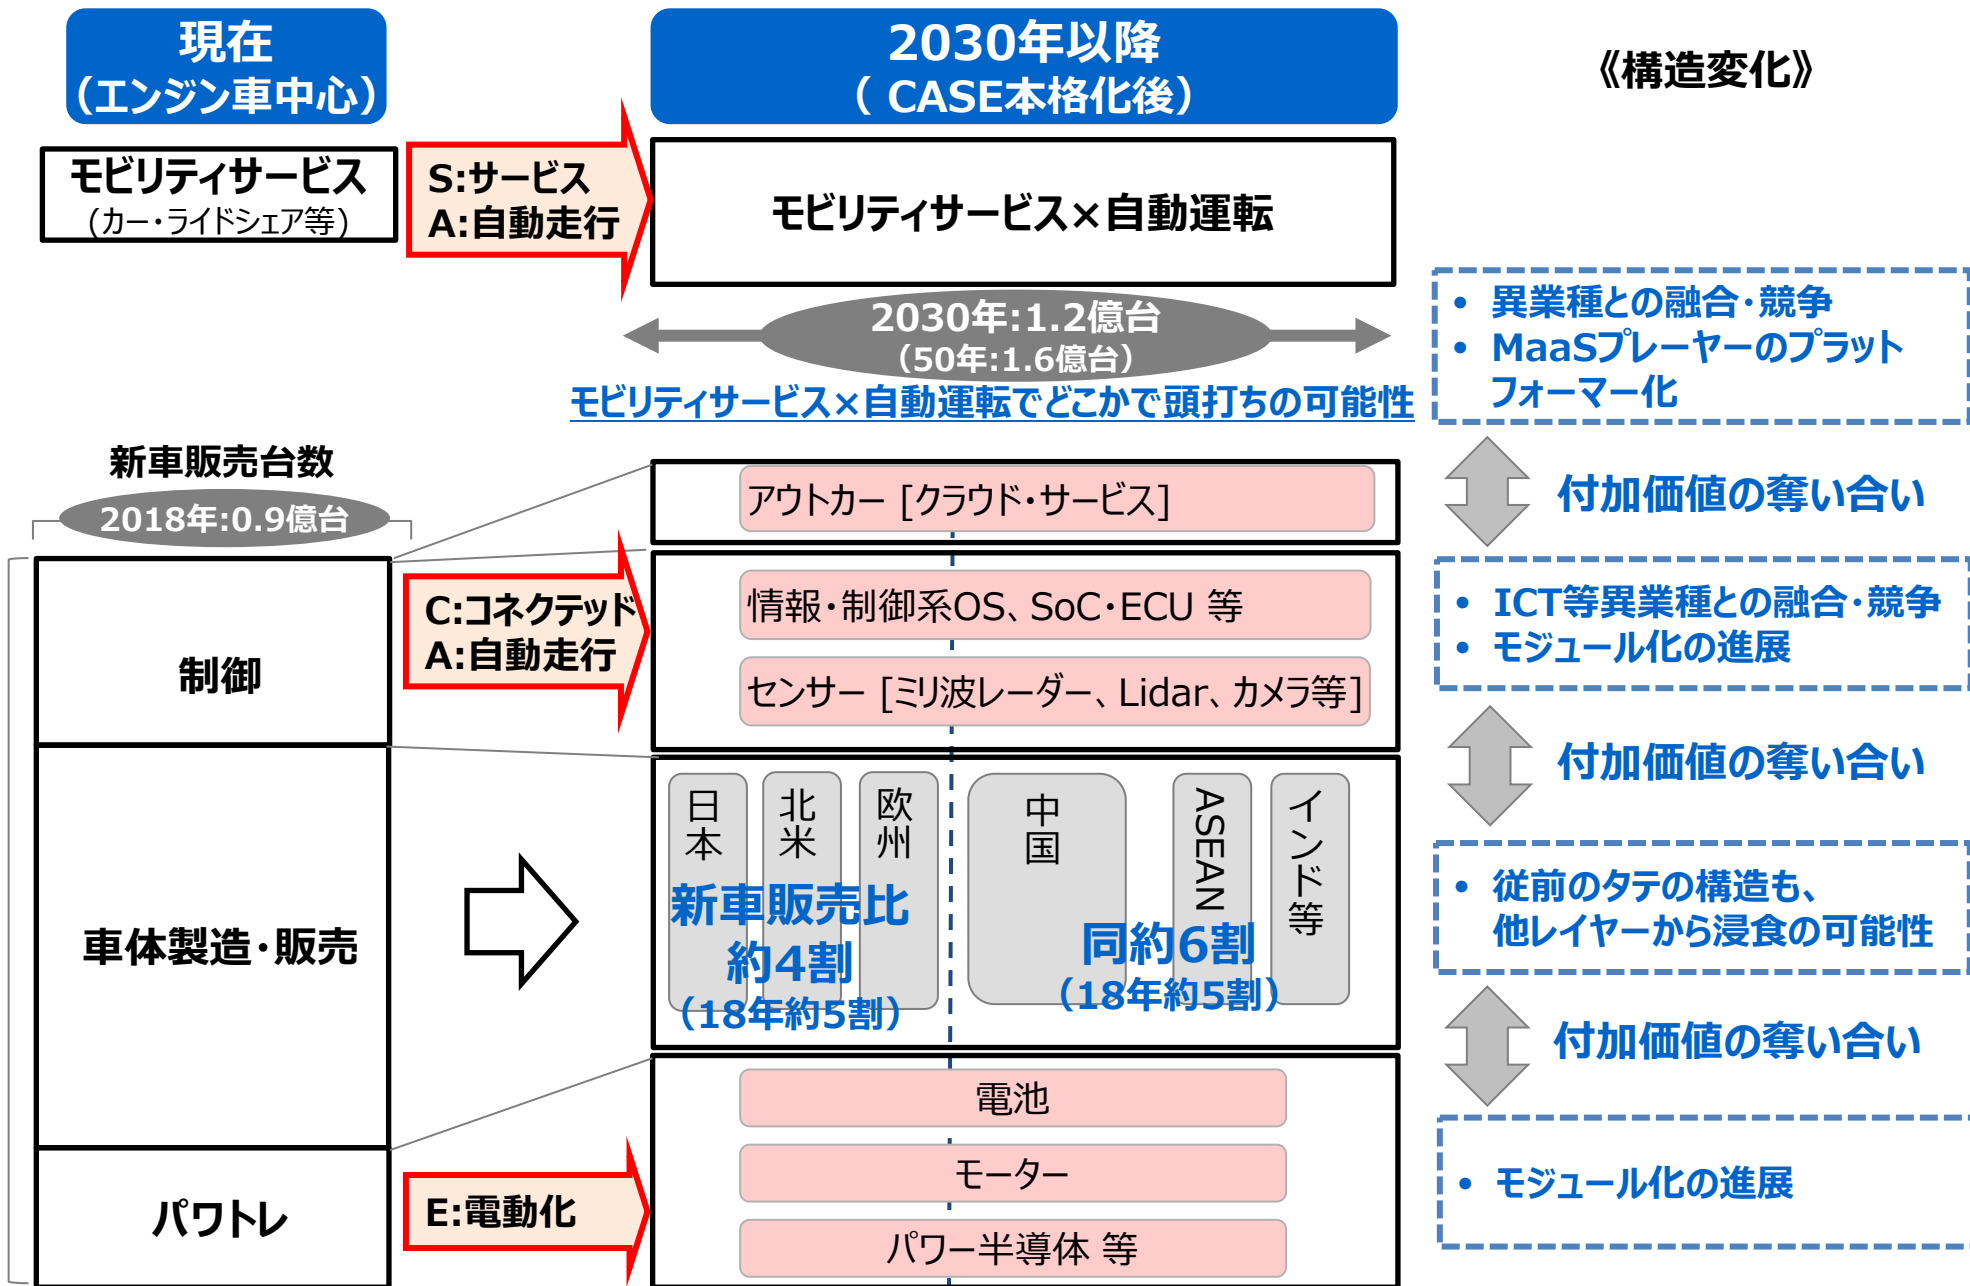 現在
（エンジン車中心）
2030年以降
（ CASE本格化後）
《構造変化》
モビリティサービス
（カー・ライドシェア等）
S:サービス
A:自動走行
モビリティサービス×自動運転
2030年:1.2億台
（50年:1.6億台）
モビリティサービス×自動運転でどこかで頭打ちの可能性
• 異業種との融合・競争
• MaaSプレーヤーのプラット
フォーマー化
新車販売台数
2018年:0.9億台
付加価値の奪い合い
アウトカー [クラウド・サービス]
制御
C:コネクテッド
A:自動走行
情報・制御系OS、SoC・ECU 等
センサー [ミリ波レーダー、Lidar、カメラ等]
• ICT等異業種との融合・競争
• モジュール化の進展
付加価値の奪い合い
車体製造・販売
日本
北米
欧州
中国
ASEAN
インド等
新車販売比
約4割
（18年約5割）
同約6割
（18年約5割）
• 従前のタテの構造も、
他レイヤーから浸食の可能性
付加価値の奪い合い
パワトレ
E:電動化
電池
モーター
パワー半導体 等
• モジュール化の進展